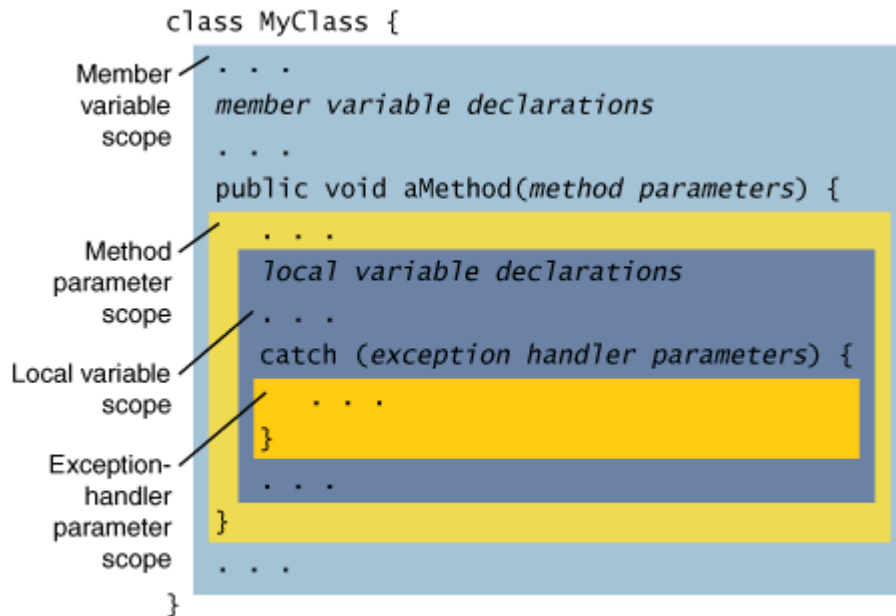 class MyClass {
Member variable scope
. . .
member variable declarations
. . .
public void aMethod(method parameters) {
Method parameter scope
. . .
local variable declarations
Local variable scope
. . .
catch (exception handler parameters) {
Exception-handler parameter scope
. . .
}
. . .
}
. . .
}